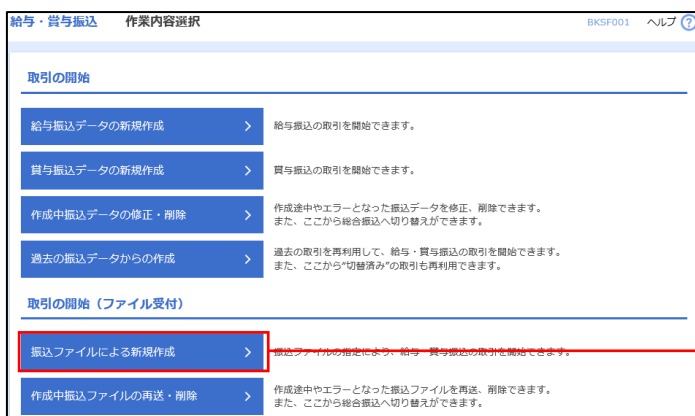 給与・賞与振込 作業内容選択 BKSF001 ヘルプ ?
取引の開始
給与振込データの新規作成 給与振込の取引を開始できます。
賞与振込データの新規作成 賞与振込の取引を開始できます。
作成中振込データの修正・削除 作成途中やエラーとなった振込データを修正、削除できます。
また、ここから総合振込へ切り替えができます。
過去の振込データからの作成 過去の取引を再利用して、給与・賞与振込の取引を開始できます。
また、ここから"切替済み"の取引も再利用できます。
取引の開始（ファイル受付）
振込ファイルによる新規作成 振込ファイルの指定により、給与・賞与振込の取引を開始できます。
作成中振込ファイルの再送・削除 作成途中やエラーとなった振込ファイルを再送、削除できます。
また、ここから総合振込へ切り替えができます。